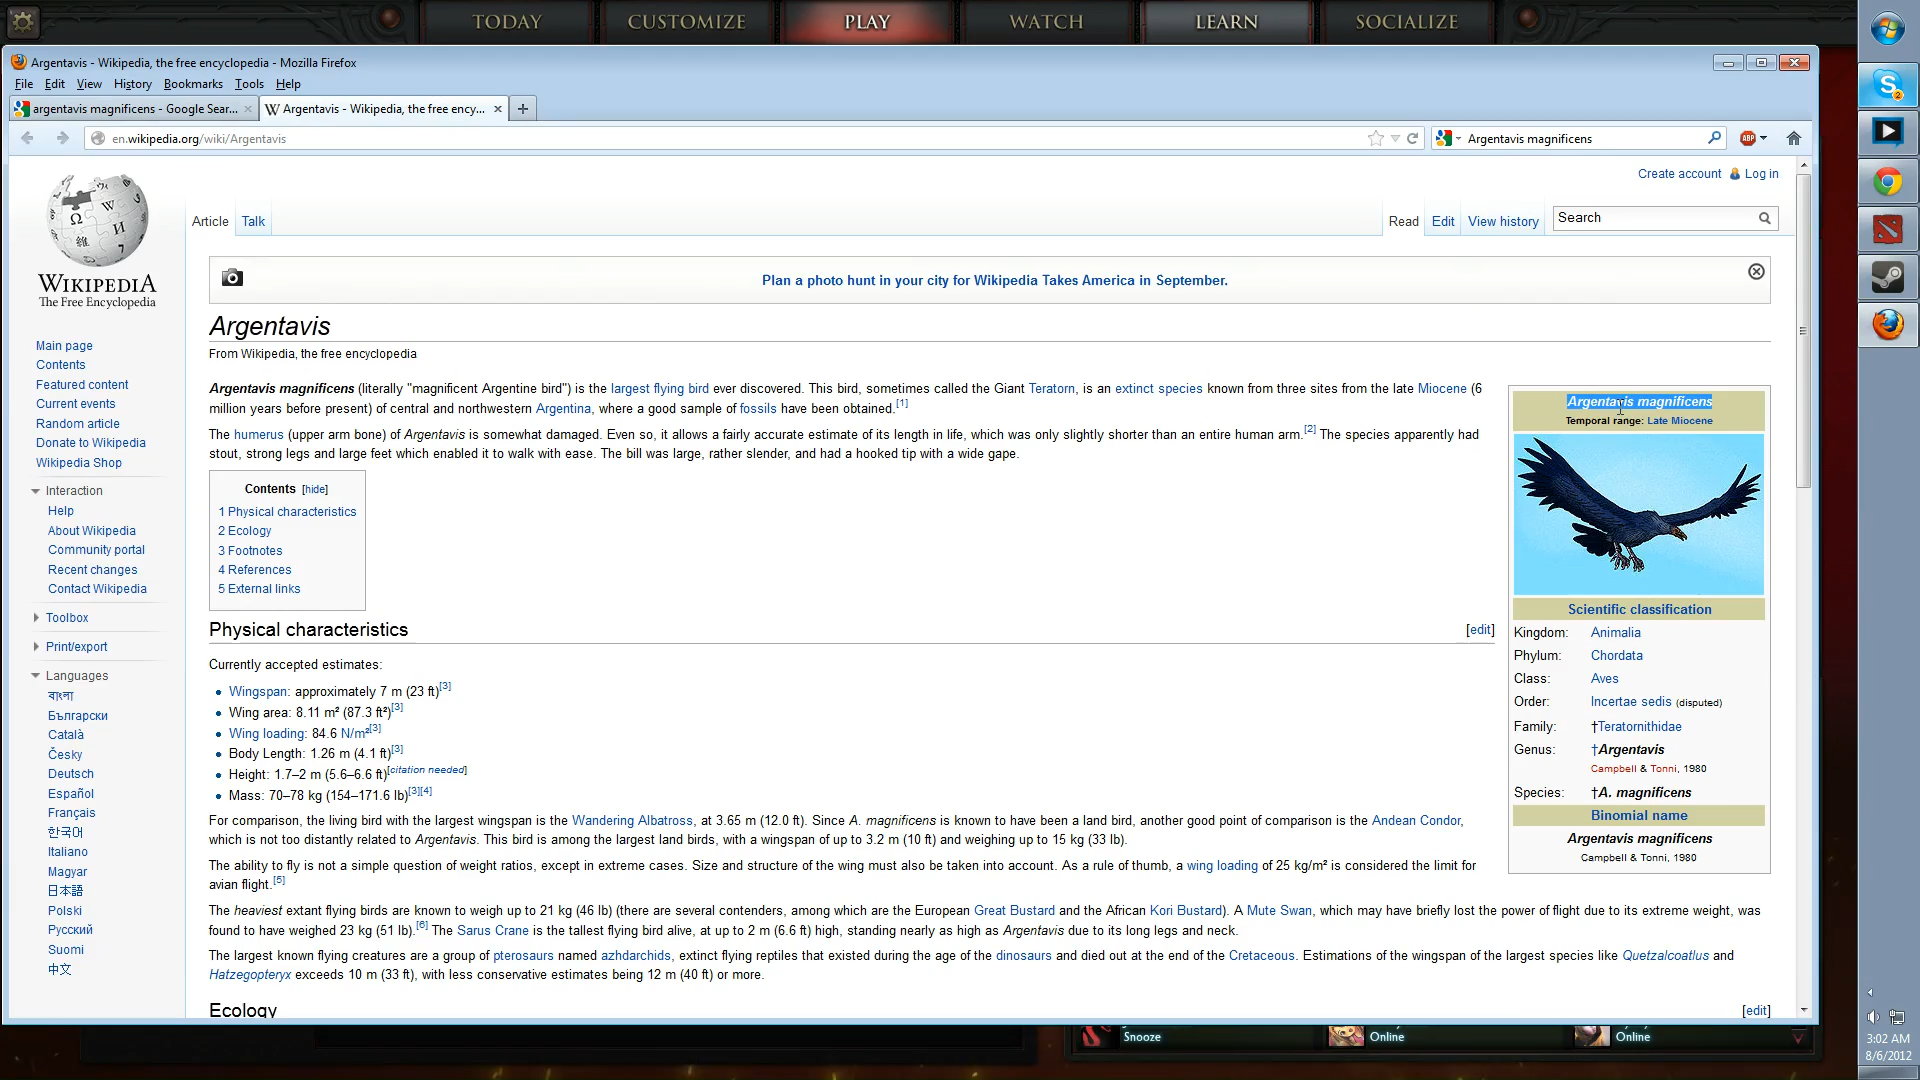 TODAY
CUSTOMIZE
PLAY
WATCH
LEARN
SOCIALIZE
Argentavis - Wikipedia, the free encyclopedia - Mozilla Firefox
File Edit View History Bookmarks Tools Help
argentavis magnificens - Google Sear...
Argentavis - Wikipedia, the free ency...
en.wikipedia.org/wiki/Argentavis
Argentavis magnificens
ABP
Create account Log in
Article Talk
Read Edit View history
Search
WIKIPEDIA
The Free Encyclopedia
Plan a photo hunt in your city for Wikipedia Takes America in September.
Main page
Contents
Featured content
Current events
Random article
Donate to Wikipedia
Wikipedia Shop
Interaction
Help
About Wikipedia
Community portal
Recent changes
Contact Wikipedia
Toolbox
Print/export
Languages
বাংলা
Български
Català
Česky
Deutsch
Español
Français
한국어
Italiano
Magyar
日本語
Polski
Русский
Suomi
中文
Argentavis
From Wikipedia, the free encyclopedia
Argentavis magnificens (literally "magnificent Argentine bird") is the largest flying bird ever discovered. This bird, sometimes called the Giant Teratorn, is an extinct species known from three sites from the late Miocene (6
million years before present) of central and northwestern Argentina, where a good sample of fossils have been obtained.[1]
The humerus (upper arm bone) of Argentavis is somewhat damaged. Even so, it allows a fairly accurate estimate of its length in life, which was only slightly shorter than an entire human arm.[2] The species apparently had
stout, strong legs and large feet which enabled it to walk with ease. The bill was large, rather slender, and had a hooked tip with a wide gape.
Contents [hide]
1 Physical characteristics
2 Ecology
3 Footnotes
4 References
5 External links
Physical characteristics [edit]
Currently accepted estimates:
Wingspan: approximately 7 m (23 ft)[3]
Wing area: 8.11 m² (87.3 ft²)[3]
Wing loading: 84.6 N/m²[3]
Body Length: 1.26 m (4.1 ft)[3]
Height: 1.7–2 m (5.6–6.6 ft)[citation needed]
Mass: 70–78 kg (154–171.6 lb)[3][4]
For comparison, the living bird with the largest wingspan is the Wandering Albatross, at 3.65 m (12.0 ft). Since A. magnificens is known to have been a land bird, another good point of comparison is the Andean Condor,
which is not too distantly related to Argentavis. This bird is among the largest land birds, with a wingspan of up to 3.2 m (10 ft) and weighing up to 15 kg (33 lb).
The ability to fly is not a simple question of weight ratios, except in extreme cases. Size and structure of the wing must also be taken into account. As a rule of thumb, a wing loading of 25 kg/m² is considered the limit for
avian flight.[5]
The heaviest extant flying birds are known to weigh up to 21 kg (46 lb) (there are several contenders, among which are the European Great Bustard and the African Kori Bustard). A Mute Swan, which may have briefly lost the power of flight due to its extreme weight, was
found to have weighed 23 kg (51 lb).[6] The Sarus Crane is the tallest flying bird alive, at up to 2 m (6.6 ft) high, standing nearly as high as Argentavis due to its long legs and neck.
The largest known flying creatures are a group of pterosaurs named azhdarchids, extinct flying reptiles that existed during the age of the dinosaurs and died out at the end of the Cretaceous. Estimations of the wingspan of the largest species like Quetzalcoatlus and
Hatzegopteryx exceeds 10 m (33 ft), with less conservative estimates being 12 m (40 ft) or more.
Ecology [edit]
Argentavis magnificens
Temporal range: Late Miocene
Scientific classification
Kingdom: Animalia
Phylum: Chordata
Class: Aves
Order: Incertae sedis (disputed)
Family: †Teratornithidae
Genus: †Argentavis
Campbell & Tonni, 1980
Species: †A. magnificens
Binomial name
Argentavis magnificens
Campbell & Tonni, 1980
Snooze
Online
Online
2
3:02 AM
8/6/2012